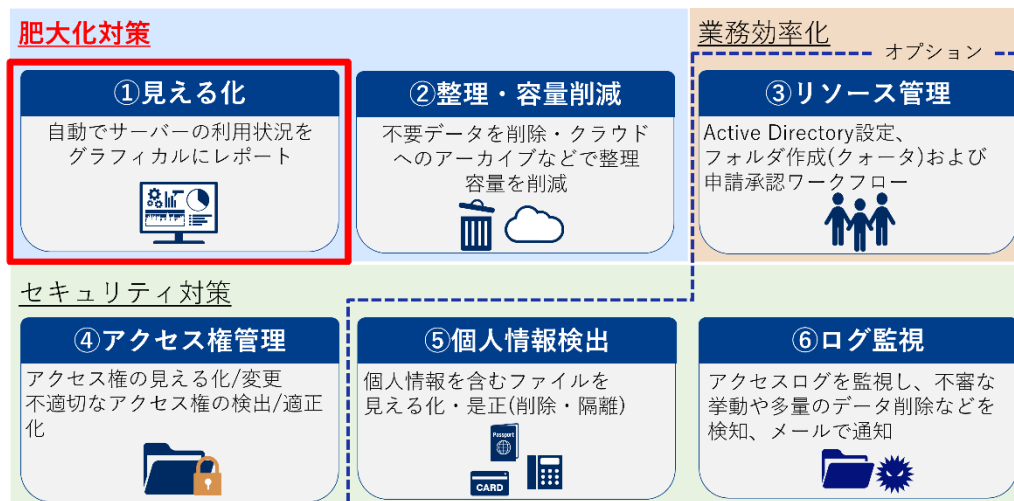 肥大化対策
業務効率化
オプション
①見える化
自動でサーバーの利用状況を
グラフィカルにレポート
②整理・容量削減
不要データを削除・クラウド
へのアーカイブなどで整理
容量を削減
③リソース管理
Active Directory設定、
フォルダ作成(クォータ)および
申請承認ワークフロー
セキュリティ対策
④アクセス権管理
アクセス権の見える化/変更
不適切なアクセス権の検出/適正
化
⑤個人情報検出
個人情報を含むファイルを
見える化・是正(削除・隔離)
Passport
CARD
⑥ログ監視
アクセスログを監視し、不審な
挙動や多量のデータ削除などを
検知、メールで通知